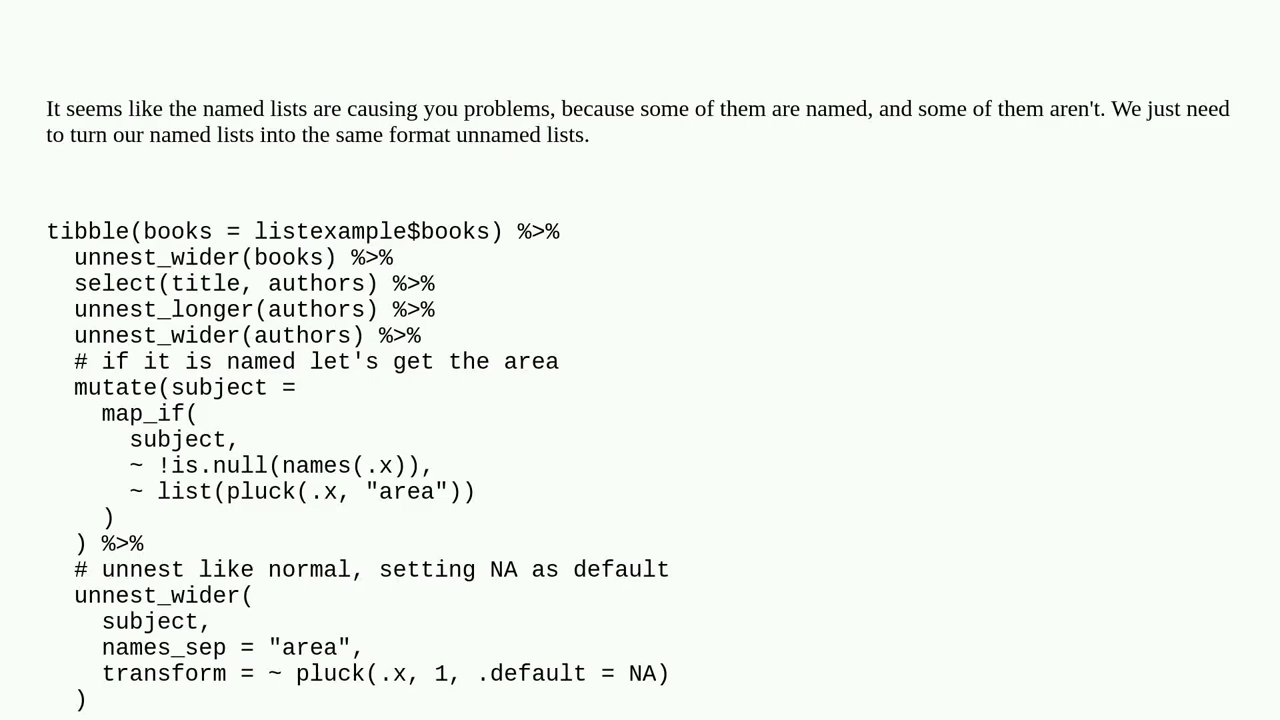 It seems like the named lists are causing you problems, because some of them are named, and some of them aren't. We just need
to turn our named lists into the same format unnamed lists.
tibble(books = listexample$books) %>%
  unnest_wider(books) %>%
  select(title, authors) %>%
  unnest_longer(authors) %>%
  unnest_wider(authors) %>%
  # if it is named let's get the area
  mutate(subject =
    map_if(
      subject,
      ~ !is.null(names(.x)),
      ~ list(pluck(.x, "area"))
    )
  ) %>%
  # unnest like normal, setting NA as default
  unnest_wider(
    subject,
    names_sep = "area",
    transform = ~ pluck(.x, 1, .default = NA)
  )